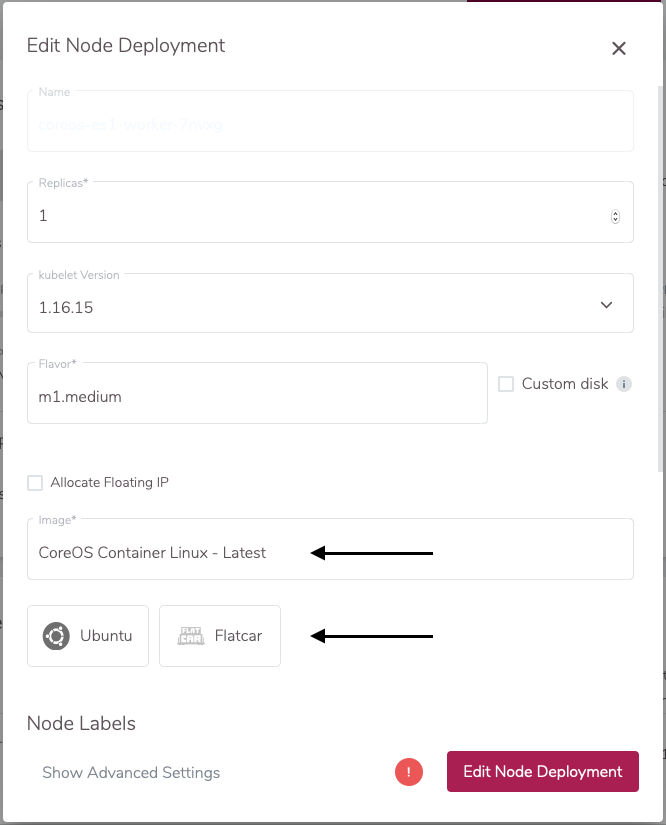 Edit Node Deployment
Name
coreos-es1-worker-7nvxg
Replicas*
1
kubelet Version
1.16.15
Flavor*
m1.medium
Custom disk
i
Allocate Floating IP
Image*
CoreOS Container Linux - Latest
Ubuntu
FLAT CAR
Flatcar
Node Labels
Show Advanced Settings
!
Edit Node Deployment